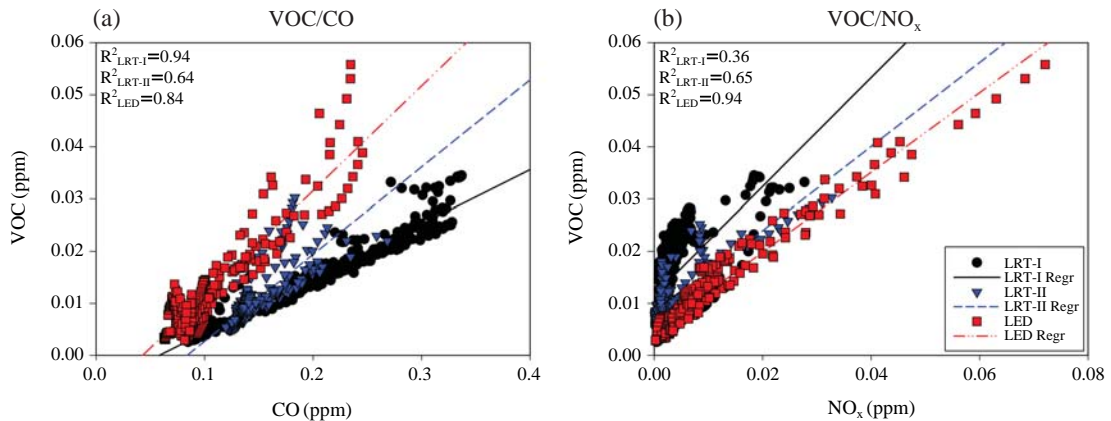 (a) VOC/CO
R²LRT-I=0.94
R²LRT-II=0.64
R²LED=0.84
VOC (ppm)
0.06
0.05
0.04
0.03
0.02
0.01
0.00
0.0 0.1 0.2 0.3 0.4
CO (ppm)
(b) VOC/NOx
R²LRT-I=0.36
R²LRT-II=0.65
R²LED=0.94
VOC (ppm)
0.06
0.05
0.04
0.03
0.02
0.01
0.00
LRT-I
LRT-I Regr
LRT-II
LRT-II Regr
LED
LED Regr
0.00 0.02 0.04 0.06 0.08
NOx (ppm)